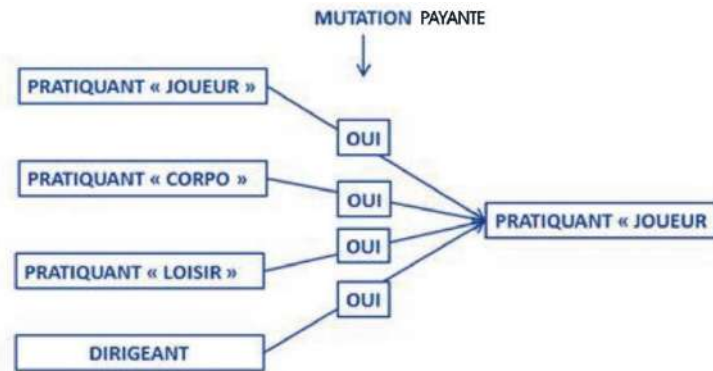 MUTATION PAYANTE
PRATIQUANT « JOUEUR »
OUI
PRATIQUANT « CORPO »
OUI
PRATIQUANT « JOUEUR
OUI
PRATIQUANT « LOISIR »
OUI
DIRIGEANT